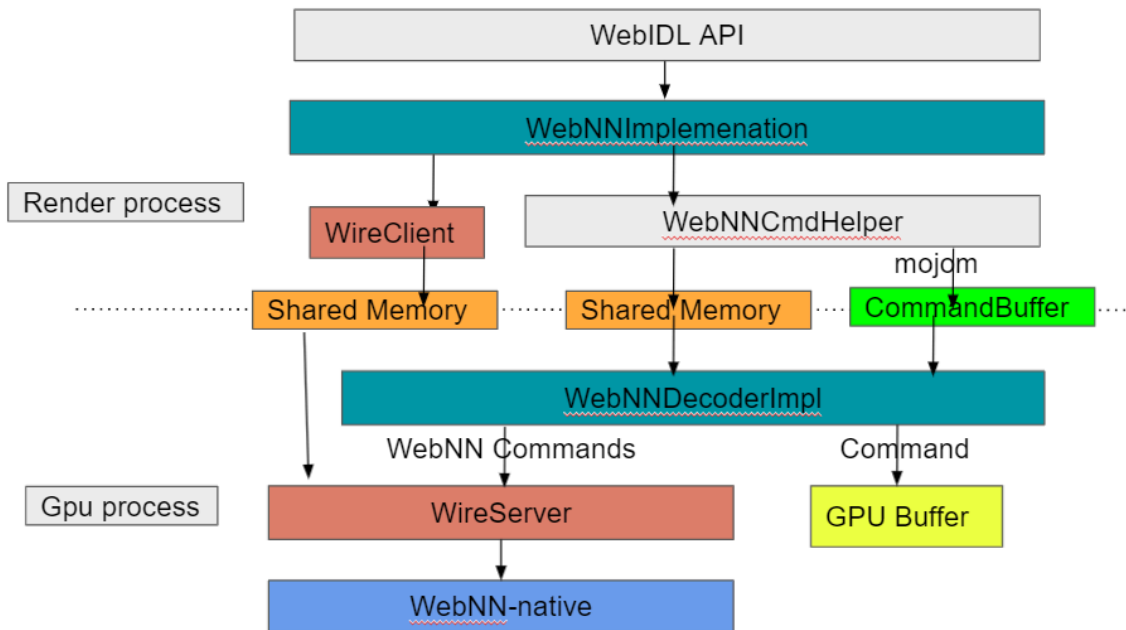 WebIDL API
WebNNImplemenation
Render process
WireClient
WebNNCmdHelper
mojom
Shared Memory
Shared Memory
CommandBuffer
WebNNDecoderImpl
WebNN Commands
Command
Gpu process
WireServer
GPU Buffer
WebNN-native